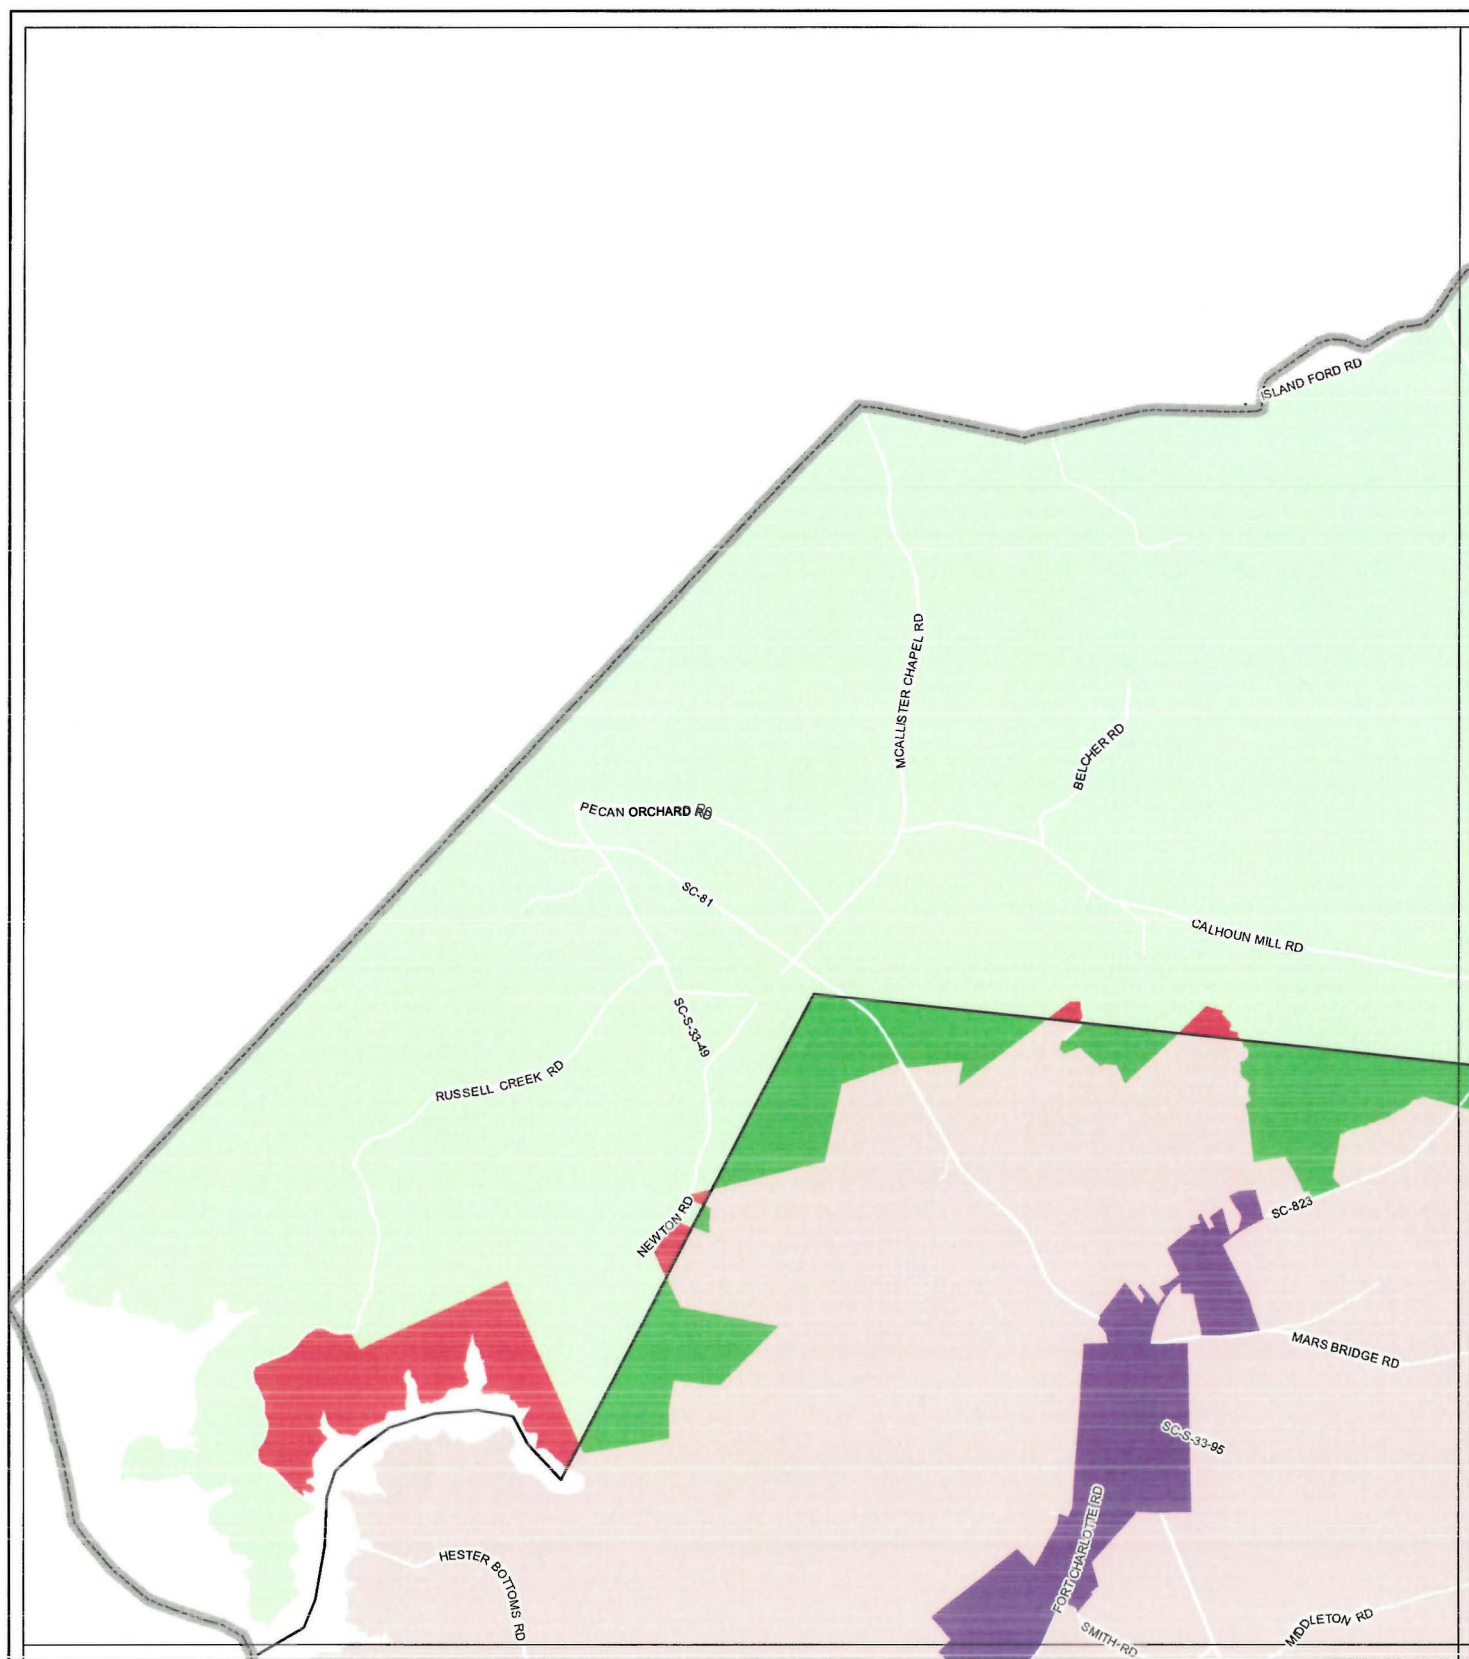 ISLAND FORD RD
MCALLISTER CHAPEL RD
BELCHER RD
PECAN ORCHARD RD
SC-81
CALHOUN MILL RD
SC-S-33-49
RUSSELL CREEK RD
NEWTON RD
SC-823
MARS BRIDGE RD
SC-S-33-95
FORT CHARLOTTE RD
HESTER BOTTOMS RD
SMITH RD
MIDDLETON RD